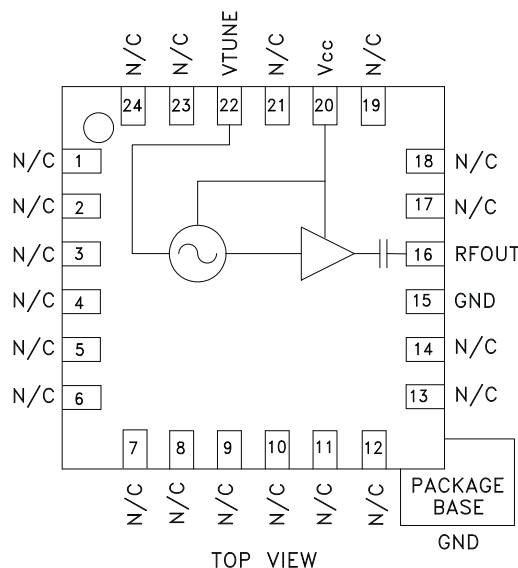 N/C N/C VTUNE N/C Vcc N/C
24 23 22 21 20 19
N/C 1
N/C 2
N/C 3
N/C 4
N/C 5
N/C 6
18 N/C
17 N/C
16 RFOUT
15 GND
14 N/C
13 N/C
7 8 9 10 11 12
N/C N/C N/C N/C N/C N/C
PACKAGE
BASE
GND
TOP VIEW